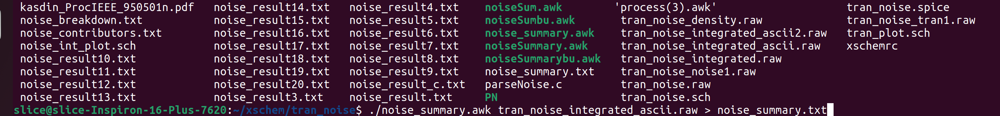 kasdin_ProcIEEE_950501n.pdf noise_result14.txt noise_result4.txt noiseSum.awk 'process(3).awk' tran_noise.spice
noise_breakdown.txt noise_result15.txt noise_result5.txt noiseSumbu.awk tran_noise_density.raw tran_noise_tran1.raw
noise_contributors.txt noise_result16.txt noise_result6.txt noise_summary.awk tran_noise_integrated_ascii2.raw tran_plot.sch
noise_int_plot.sch noise_result17.txt noise_result7.txt noiseSummary.awk tran_noise_integrated_ascii.raw xschemrc
noise_result10.txt noise_result18.txt noise_result8.txt noiseSummarybu.awk tran_noise_integrated.raw
noise_result11.txt noise_result19.txt noise_result9.txt noise_summary.txt tran_noise_noise1.raw
noise_result12.txt noise_result20.txt noise_result_c.txt parseNoise.c tran_noise.raw
noise_result13.txt noise_result3.txt noise_result.txt PN tran_noise.sch
slice@slice-Inspiron-16-Plus-7620:~/xschem/tran_noise$ ./noise_summary.awk tran_noise_integrated_ascii.raw > noise_summary.txt